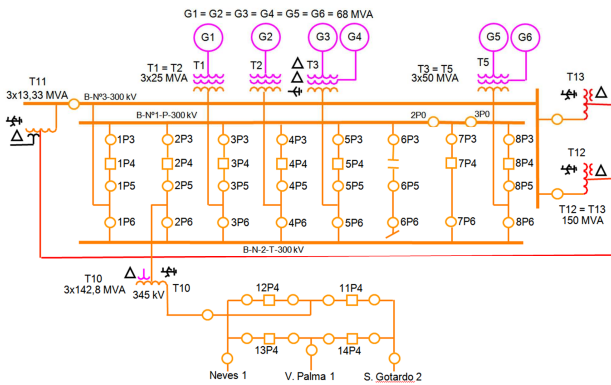 G1 = G2 = G3 = G4 = G5 = G6 = 68 MVA
G1 G2 G3 G4 G5 G6
T1 = T2
3x25 MVA
T1 T2 T3
T3 = T5
3x50 MVA
T5
T11
3x13,33 MVA
T13
B-Nº3-300 kV
B-Nº1-P-300 kV
2P0 3P0
1P3 2P3 3P3 4P3 5P3 6P3 7P3 8P3
1P4 2P4 3P4 4P4 5P4 7P4 8P4
1P5 2P5 3P5 4P5 5P5 6P5 8P5
1P6 2P6 3P6 4P6 5P6 6P6 7P6 8P6
T12
T12 = T13
150 MVA
B-N-2-T-300 kV
T10
3x142,8 MVA
345 kV
T10
12P4 11P4
13P4 14P4
Neves 1 V. Palma 1 S. Gotardo 2